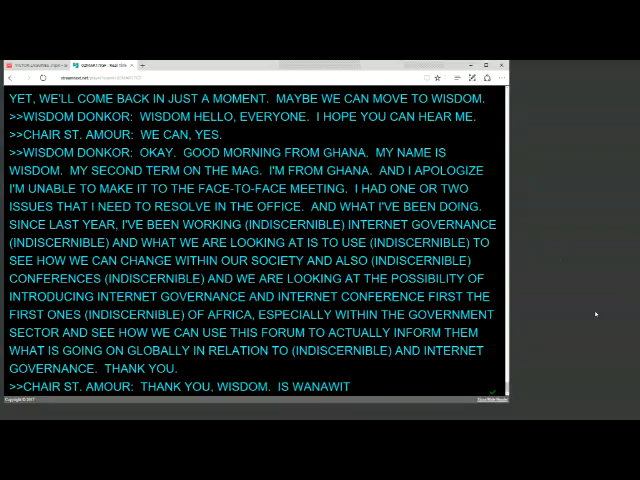 streamtext.net
YET, WE'LL COME BACK IN JUST A MOMENT. MAYBE WE CAN MOVE TO WISDOM.
>>WISDOM DONKOR: WISDOM HELLO, EVERYONE. I HOPE YOU CAN HEAR ME.
>>CHAIR ST. AMOUR: WE CAN, YES.
>>WISDOM DONKOR: OKAY. GOOD MORNING FROM GHANA. MY NAME IS
WISDOM. MY SECOND TERM ON THE MAG. I'M FROM GHANA. AND I APOLOGIZE
I'M UNABLE TO MAKE IT TO THE FACE-TO-FACE MEETING. I HAD ONE OR TWO
ISSUES THAT I NEED TO RESOLVE IN THE OFFICE. AND WHAT I'VE BEEN DOING.
SINCE LAST YEAR, I'VE BEEN WORKING (INDISCERNIBLE) INTERNET GOVERNANCE
(INDISCERNIBLE) AND WHAT WE ARE LOOKING AT IS TO USE (INDISCERNIBLE) TO
SEE HOW WE CAN CHANGE WITHIN OUR SOCIETY AND ALSO (INDISCERNIBLE)
CONFERENCES (INDISCERNIBLE) AND WE ARE LOOKING AT THE POSSIBILITY OF
INTRODUCING INTERNET GOVERNANCE AND INTERNET CONFERENCE FIRST THE
FIRST ONES (INDISCERNIBLE) OF AFRICA, ESPECIALLY WITHIN THE GOVERNMENT
SECTOR AND SEE HOW WE CAN USE THIS FORUM TO ACTUALLY INFORM THEM
WHAT IS GOING ON GLOBALLY IN RELATION TO (INDISCERNIBLE) AND INTERNET
GOVERNANCE. THANK YOU.
>>CHAIR ST. AMOUR: THANK YOU, WISDOM. IS WANAWIT
Copyright © 2017